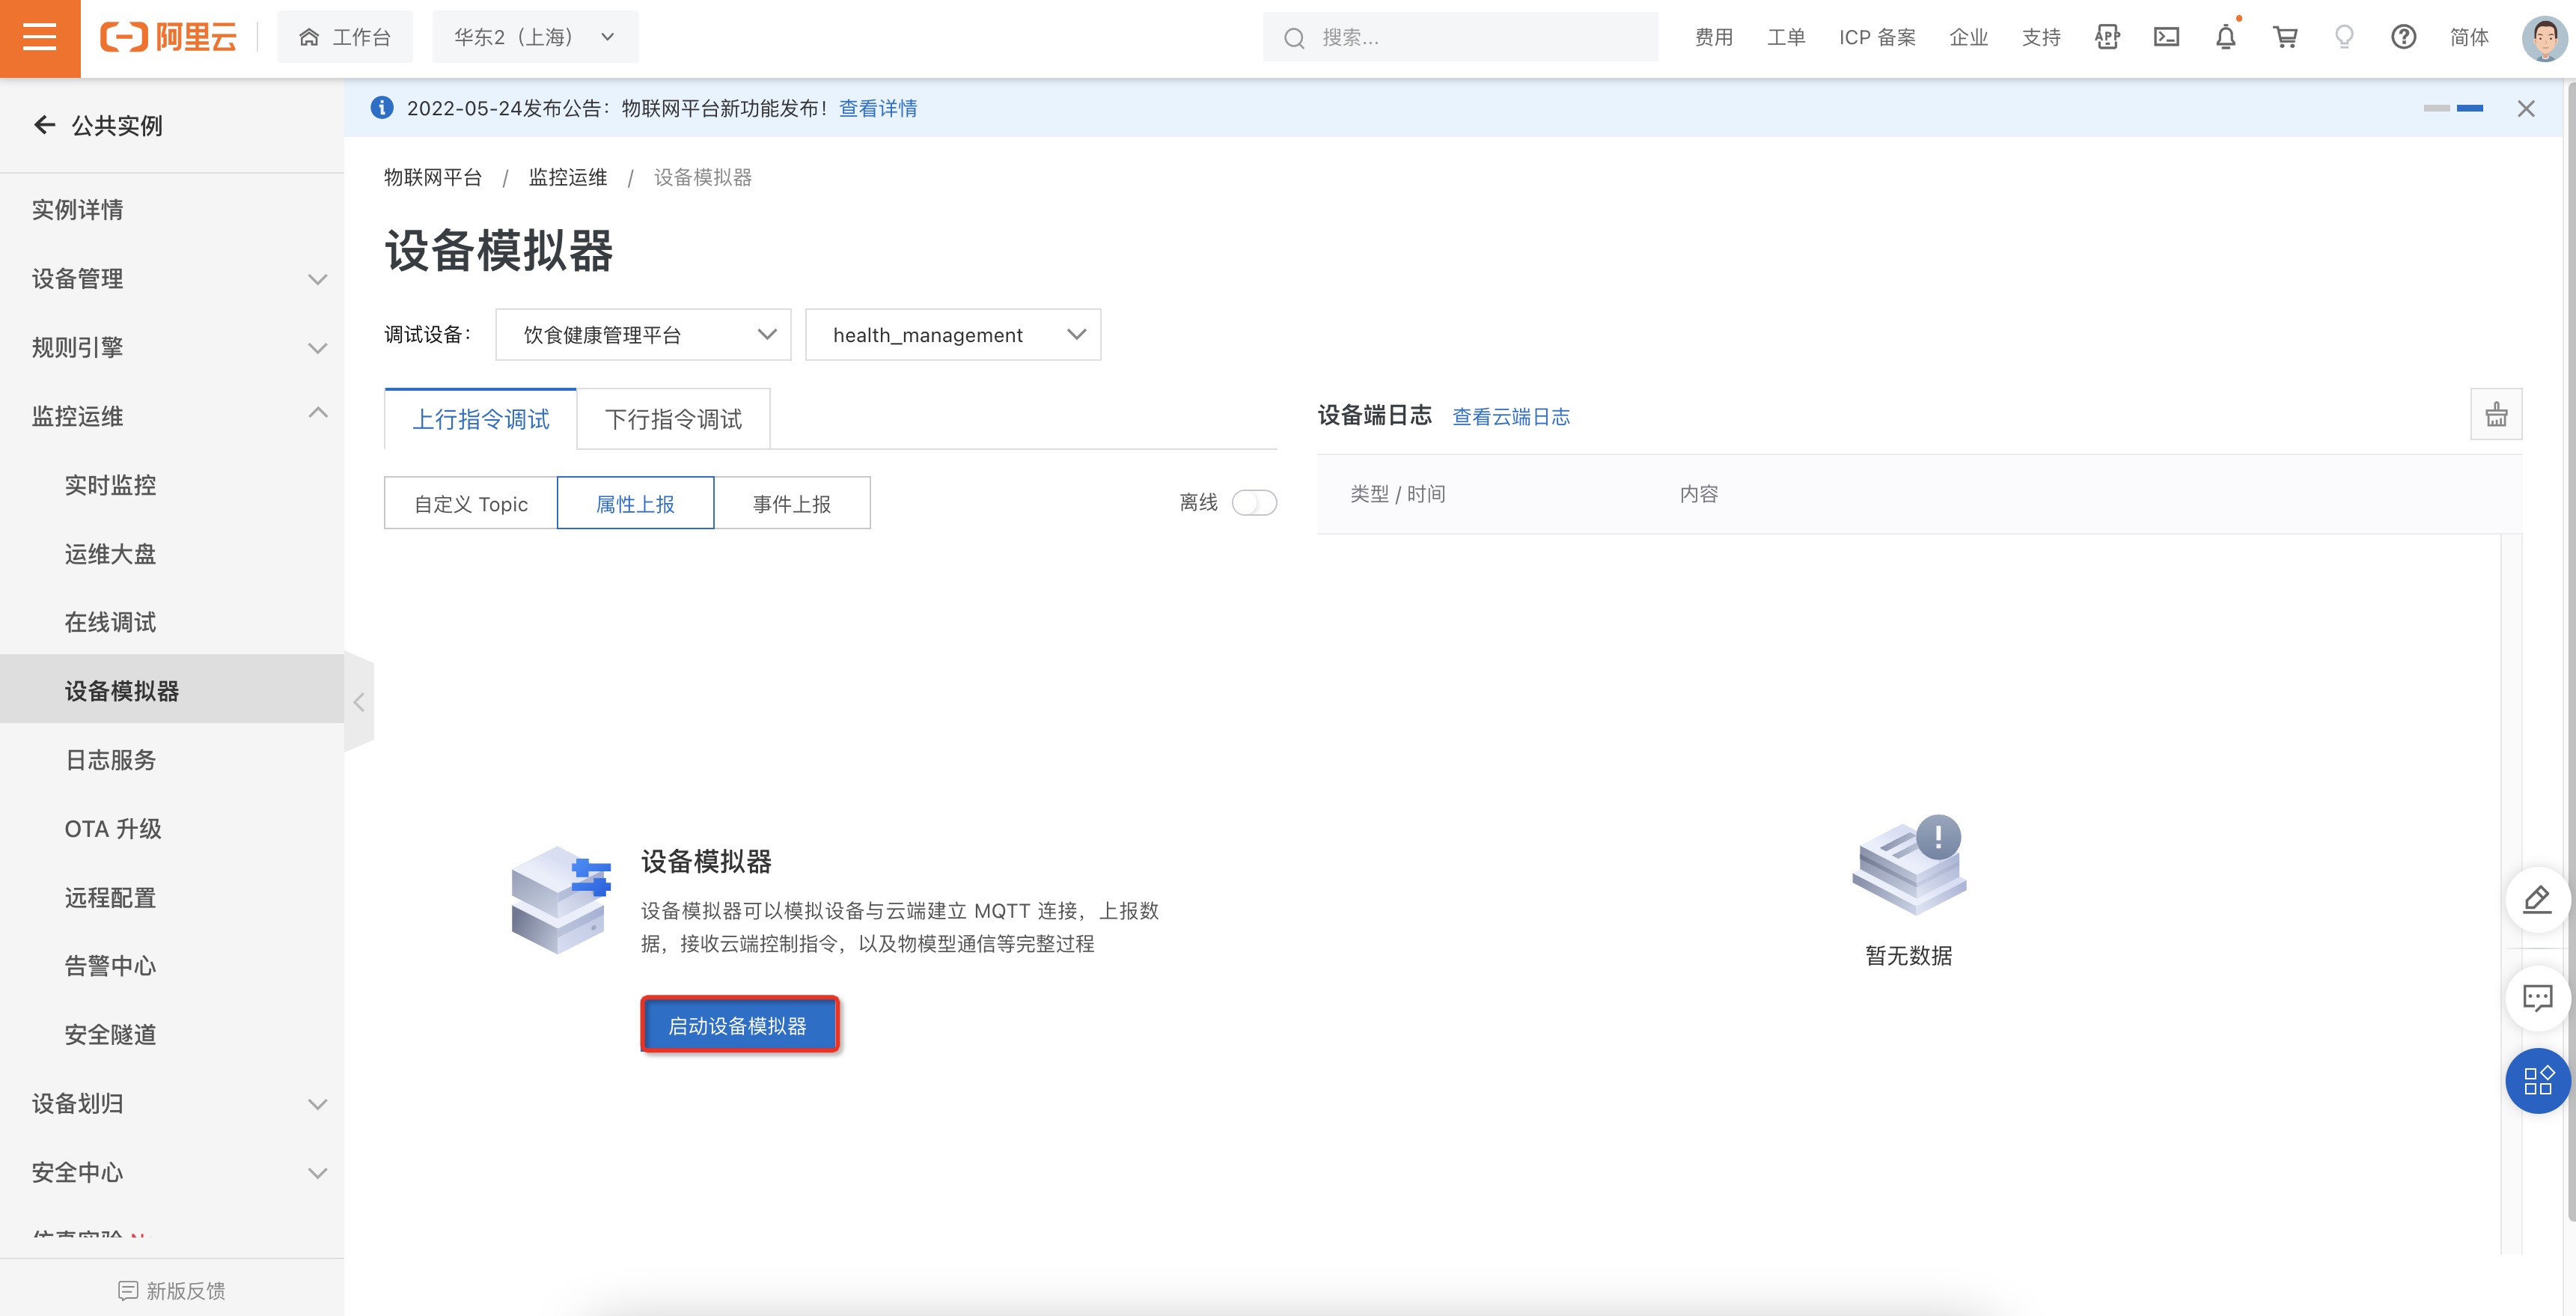 阿里云
工作台
华东2（上海）
搜索...
费用
工单
ICP 备案
企业
支持
APP
简体
公共实例
实例详情
设备管理
规则引擎
监控运维
实时监控
运维大盘
在线调试
设备模拟器
日志服务
OTA 升级
远程配置
告警中心
安全隧道
设备划归
安全中心
新版反馈
2022-05-24发布公告：物联网平台新功能发布！ 查看详情
物联网平台 / 监控运维 / 设备模拟器
设备模拟器
调试设备：
饮食健康管理平台
health_management
上行指令调试
下行指令调试
自定义 Topic
属性上报
事件上报
离线
设备模拟器
设备模拟器可以模拟设备与云端建立 MQTT 连接，上报数
据，接收云端控制指令，以及物模型通信等完整过程
启动设备模拟器
设备端日志
查看云端日志
类型 / 时间
内容
暂无数据